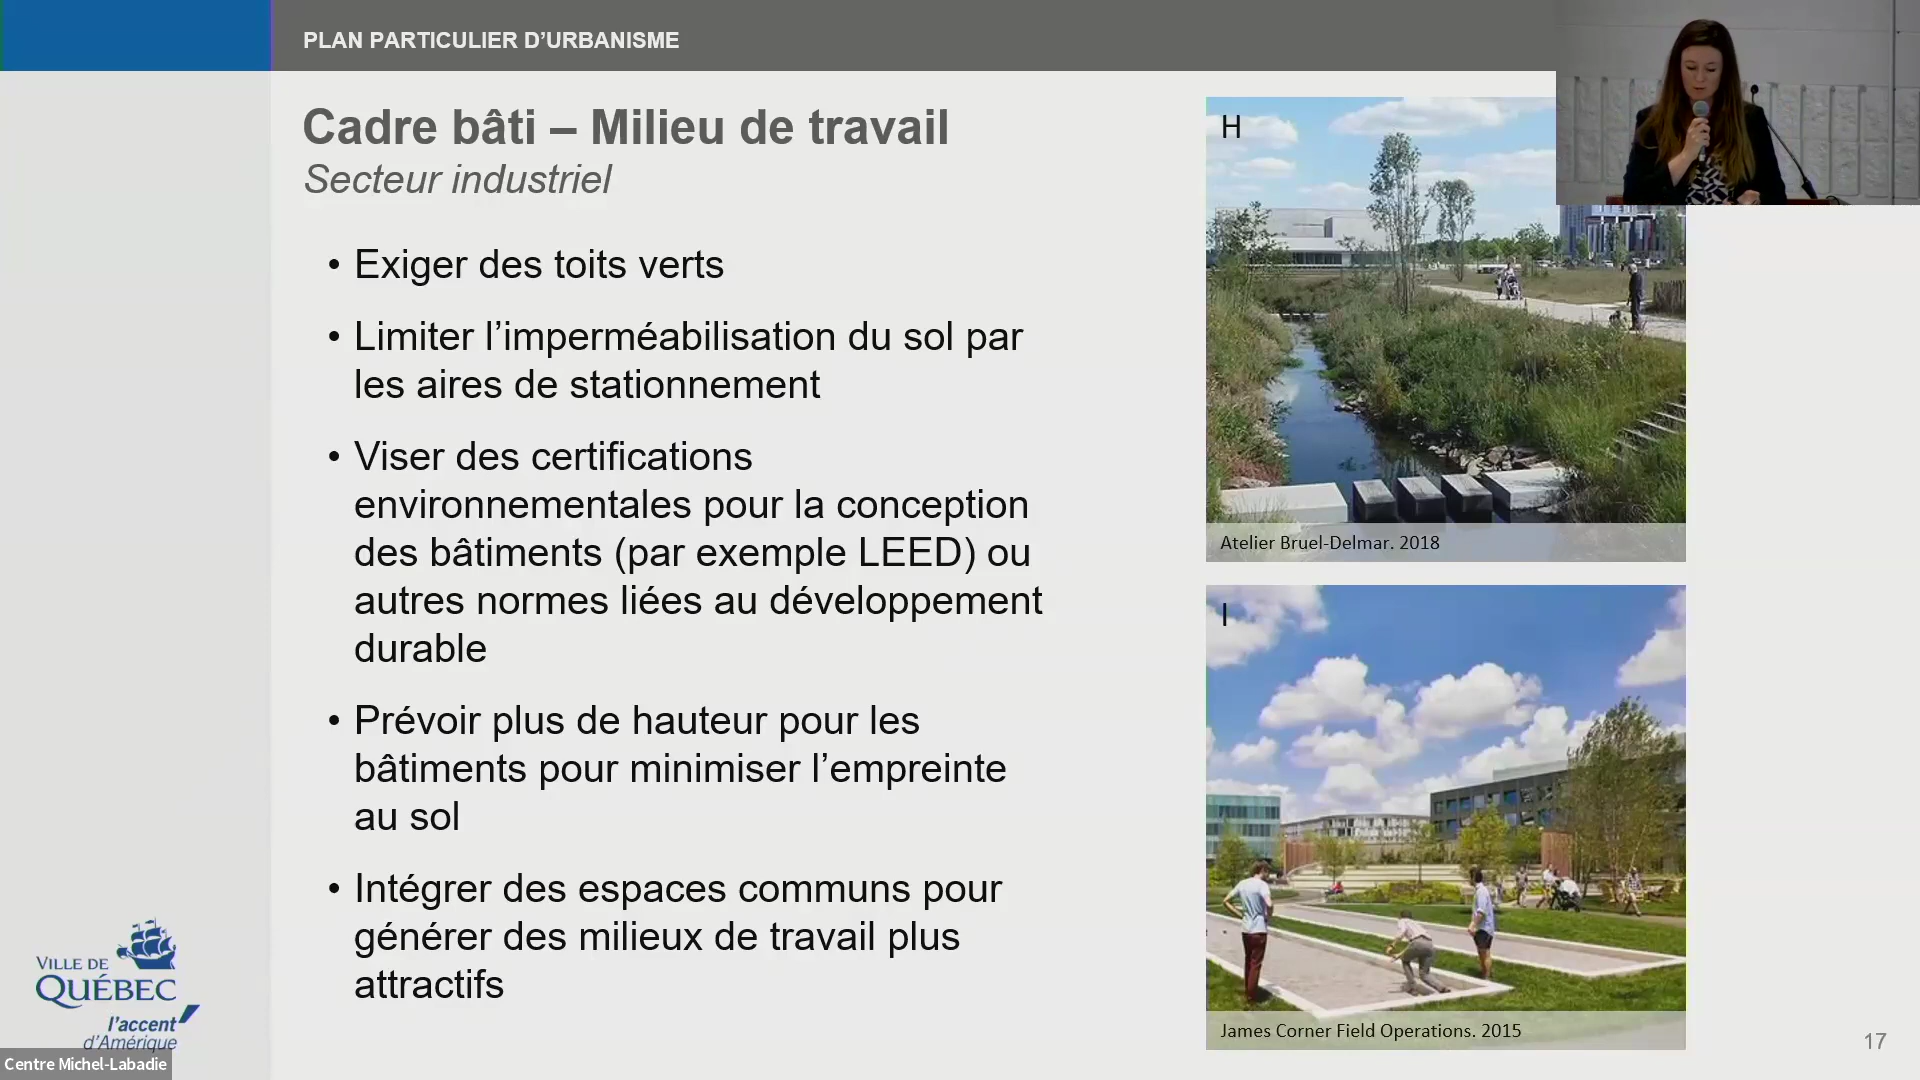 PLAN PARTICULIER D’URBANISME
Cadre bâti – Milieu de travail
Secteur industriel
• Exiger des toits verts
• Limiter l’imperméabilisation du sol par
les aires de stationnement
• Viser des certifications
environnementales pour la conception
des bâtiments (par exemple LEED) ou
autres normes liées au développement
durable
• Prévoir plus de hauteur pour les
bâtiments pour minimiser l’empreinte
au sol
• Intégrer des espaces communs pour
générer des milieux de travail plus
attractifs
H
Atelier Bruel-Delmar. 2018
I
James Corner Field Operations. 2015
VILLE DE
QUÉBEC
l'accent
d'Amérique
Centre Michel-Labadie
17